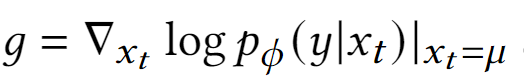 g = ∇_{x_t} log p_ϕ(y|x_t)|_{x_t=μ}